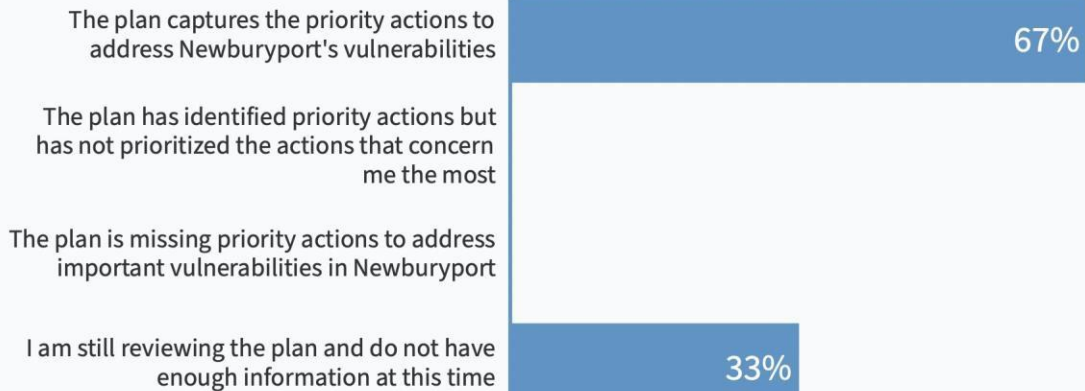 The plan captures the priority actions to
address Newburyport's vulnerabilities
67%
The plan has identified priority actions but
has not prioritized the actions that concern
me the most
The plan is missing priority actions to address
important vulnerabilities in Newburyport
I am still reviewing the plan and do not have
enough information at this time
33%